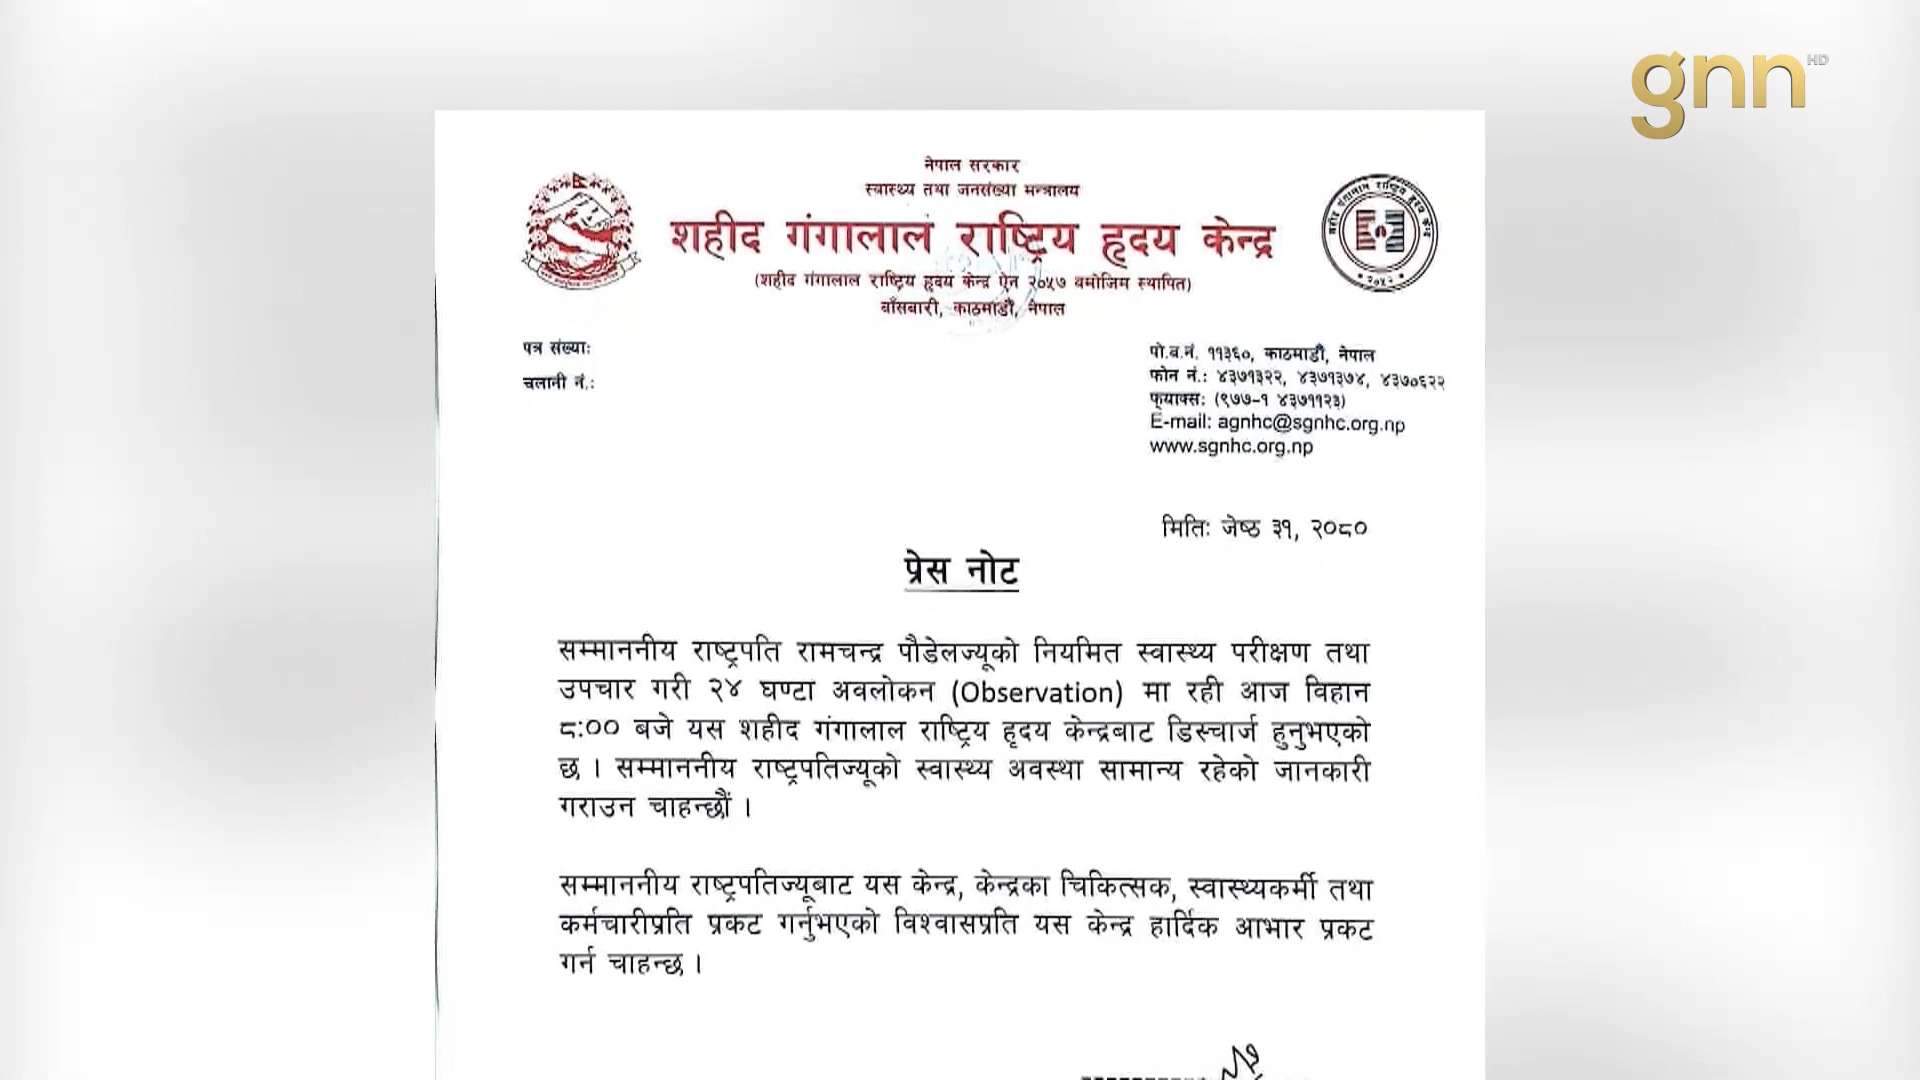 gnn HD
नेपाल सरकार
स्वास्थ्य तथा जनसंख्या मन्त्रालय
शहीद गंगालाल राष्ट्रिय हृदय केन्द्र
(शहीद गंगालाल राष्ट्रिय हृदय केन्द्र ऐन २०५७ बमोजिम स्थापित)
बाँसबारी, काठमाडौं, नेपाल
पत्र संख्याः
चलानी नं.:
पो.ब.नं. ११३६०, काठमाडौं, नेपाल
फोन नं.: ४३७१३२२, ४३७१३७४, ४३७०६२२
फ्याक्सः (९७७-१ ४३७११२३)
E-mail: agnhc@sgnhc.org.np
www.sgnhc.org.np
मितिः जेष्ठ ३१, २०८०
प्रेस नोट
सम्माननीय राष्ट्रपति रामचन्द्र पौडेलज्यूको नियमित स्वास्थ्य परीक्षण तथा
उपचार गरी २४ घण्टा अवलोकन (Observation) मा रही आज विहान
८:०० बजे यस शहीद गंगालाल राष्ट्रिय हृदय केन्द्रबाट डिस्चार्ज हुनुभएको
छ । सम्माननीय राष्ट्रपतिज्यूको स्वास्थ्य अवस्था सामान्य रहेको जानकारी
गराउन चाहन्छौं ।
सम्माननीय राष्ट्रपतिज्यूबाट यस केन्द्र, केन्द्रका चिकित्सक, स्वास्थ्यकर्मी तथा
कर्मचारीप्रति प्रकट गर्नुभएको विश्वासप्रति यस केन्द्र हार्दिक आभार प्रकट
गर्न चाहन्छ ।